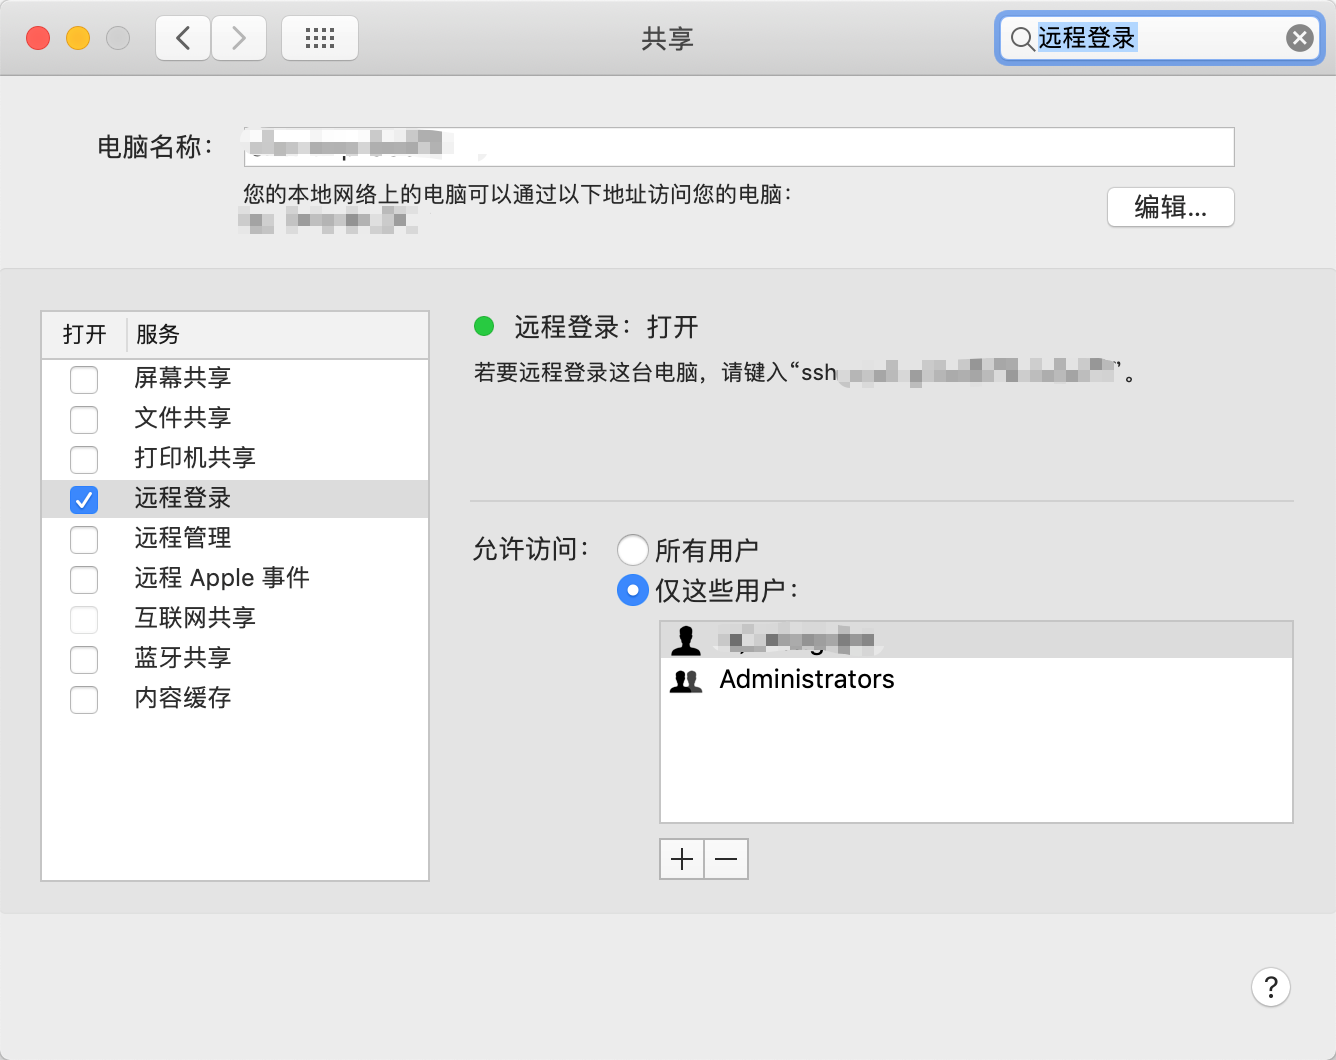 共享
远程登录
电脑名称：
您的本地网络上的电脑可以通过以下地址访问您的电脑：
编辑...
打开 服务
屏幕共享
文件共享
打印机共享
远程登录
远程管理
远程 Apple 事件
互联网共享
蓝牙共享
内容缓存
远程登录：打开
若要远程登录这台电脑，请键入“ssh ”。
允许访问：
所有用户
仅这些用户：
Administrators
?